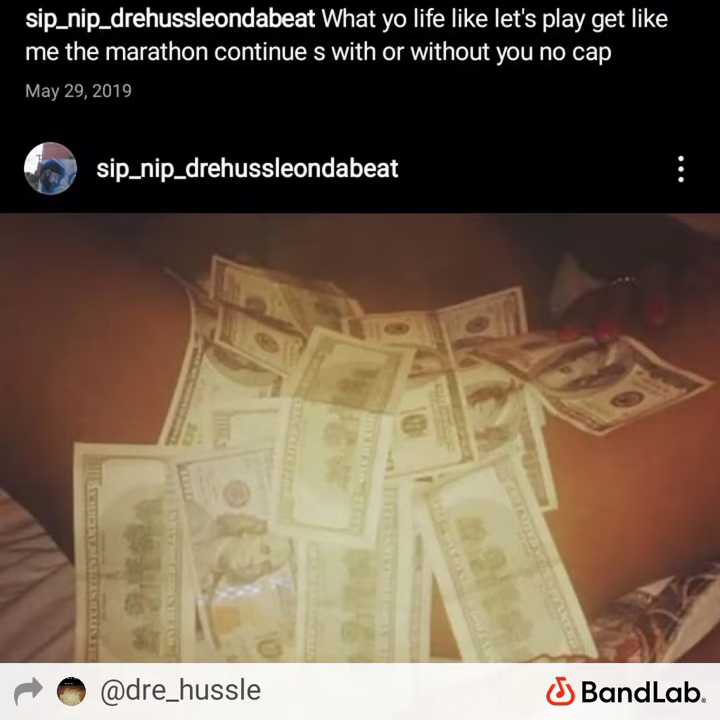 sip_nip_drehussleondabeat What yo life like let's play get like
me the marathon continue s with or without you no cap
May 29, 2019
sip_nip_drehussleondabeat
@dre_hussle
BandLab.